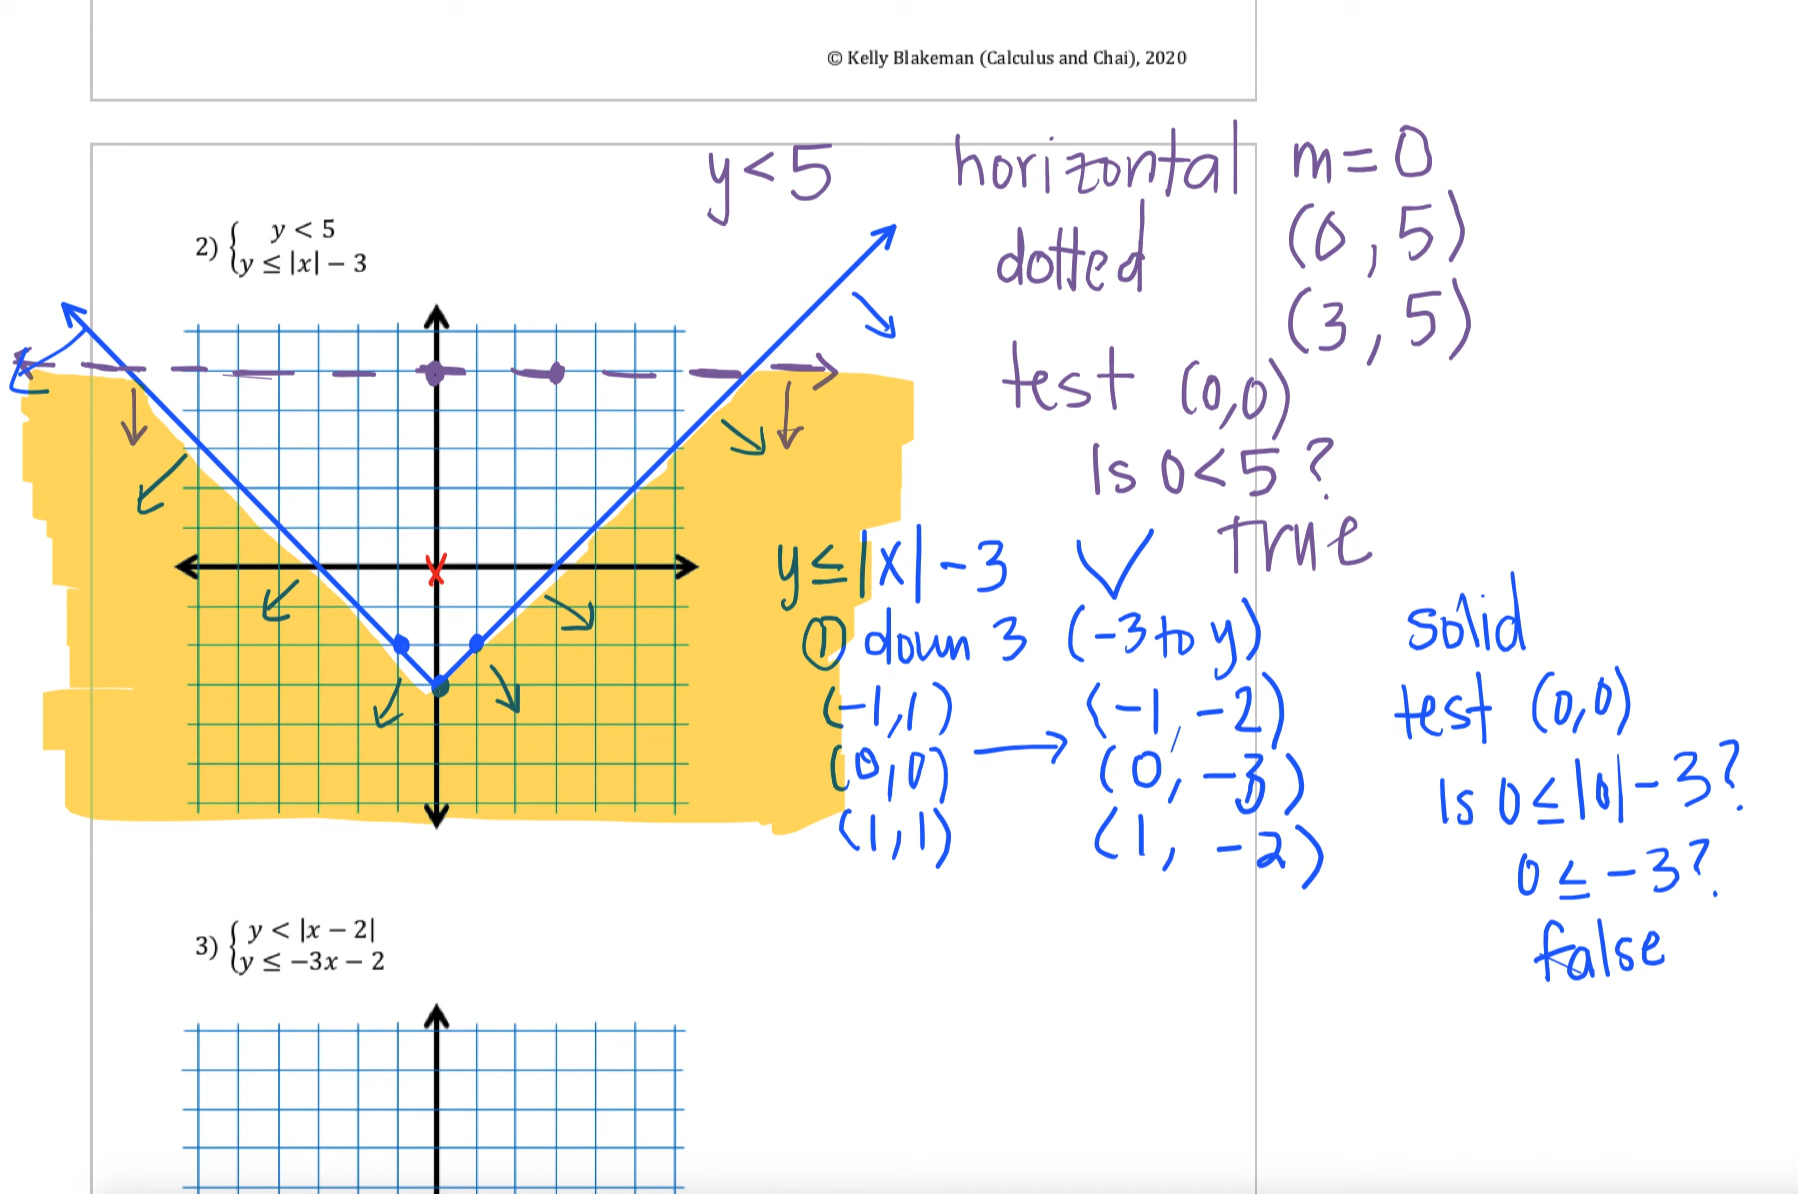 © Kelly Blakeman (Calculus and Chai), 2020
y < 5 horizontal m = 0
dotted (0, 5)
(3, 5)
2) { y < 5
y ≤ |x| − 3
test (0,0)
Is 0 < 5 ?
true
y ≤ |x| - 3 ✓
① down 3 (-3 to y)
(-1, 1) → (-1, -2)
(0, 0) (0, -3)
(1, 1) (1, -2)
solid
test (0,0)
Is 0 ≤ |0| - 3 ?
0 ≤ -3 ?
false
3) { y < |x − 2|
y ≤ −3x − 2